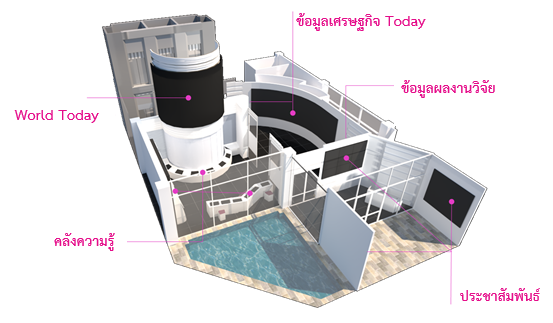 ข้อมูลเศรษฐกิจ Today
ข้อมูลผลงานวิจัย
World Today
คลังความรู้
ประชาสัมพันธ์